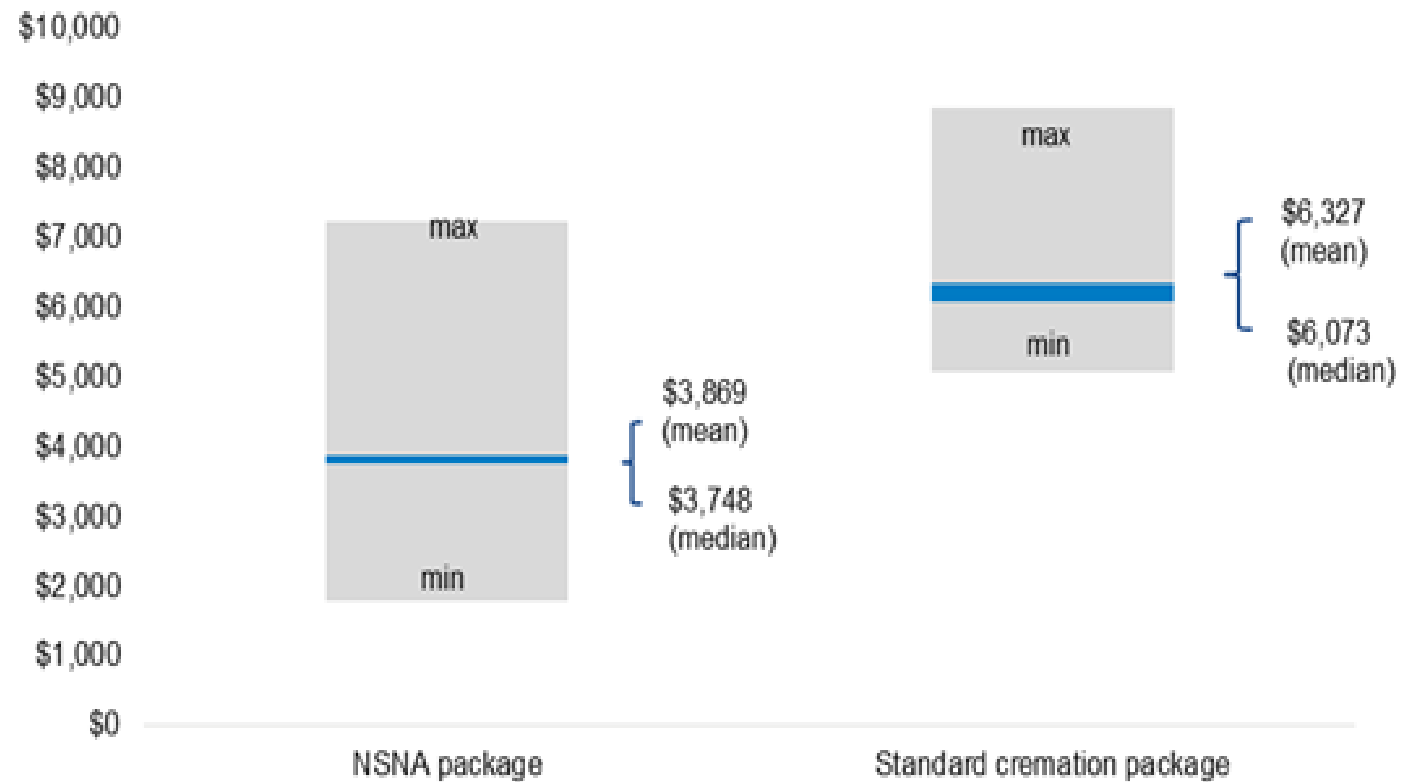 $10,000
$9,000
$8,000
$7,000
$6,000
$5,000
$4,000
$3,000
$2,000
$1,000
$0
max
min
$3,869
(mean)
$3,748
(median)
max
min
$6,327
(mean)
$6,073
(median)
NSNA package
Standard cremation package